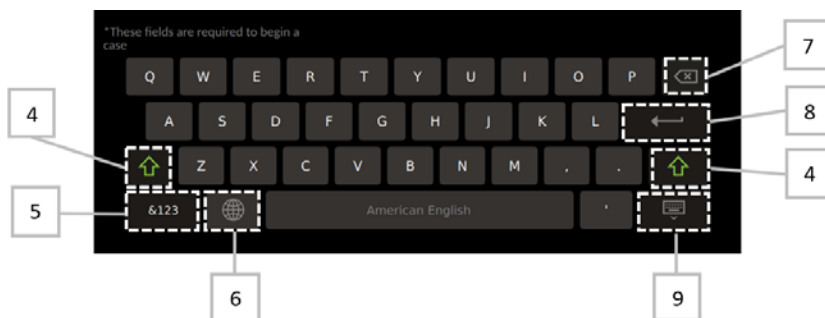 *These fields are required to begin a
case
7
Q W E R T Y U I O P
4
A S D F G H J K L
8
Z X C V B N M , .
4
5
&123
American English
'
6
9